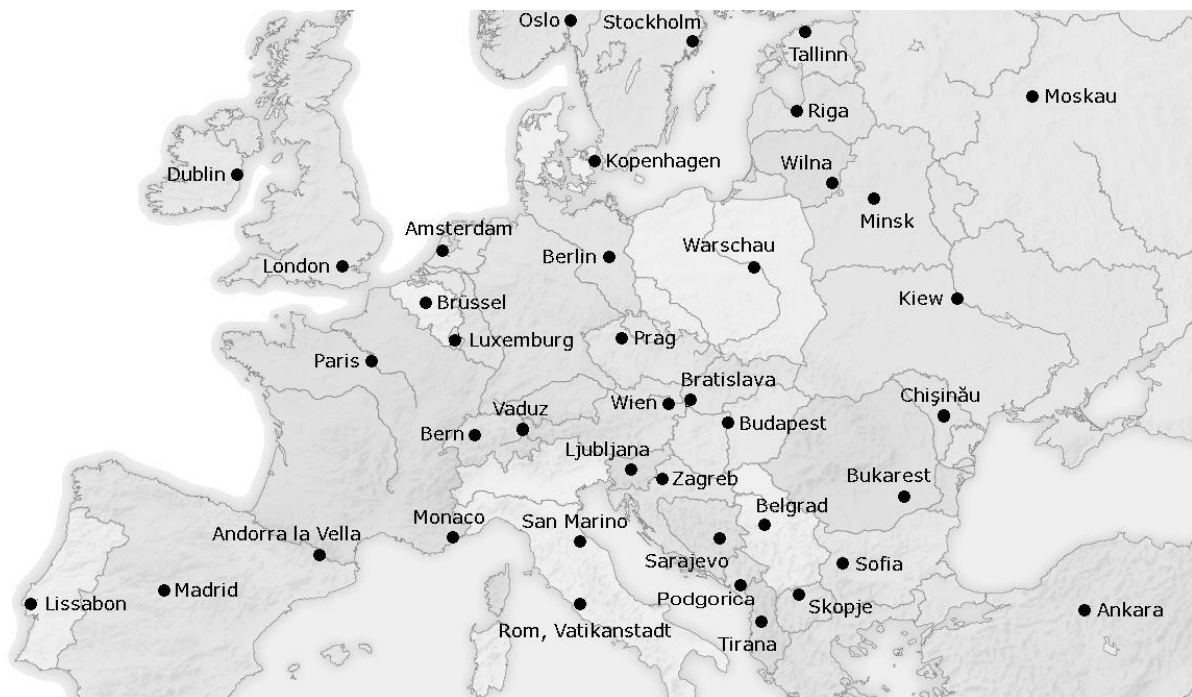 Oslo
Stockholm
Tallinn
Moskau
Riga
Kopenhagen
Wilna
Dublin
Minsk
Amsterdam
Warschau
Berlin
London
Kiew
Brüssel
Luxemburg
Prag
Paris
Bratislava
Chişinău
Wien
Vaduz
Budapest
Bern
Ljubljana
Zagreb
Bukarest
Belgrad
Monaco
San Marino
Andorra la Vella
Sarajevo
Sofia
Madrid
Podgorica
Lissabon
Skopje
Ankara
Rom, Vatikanstadt
Tirana